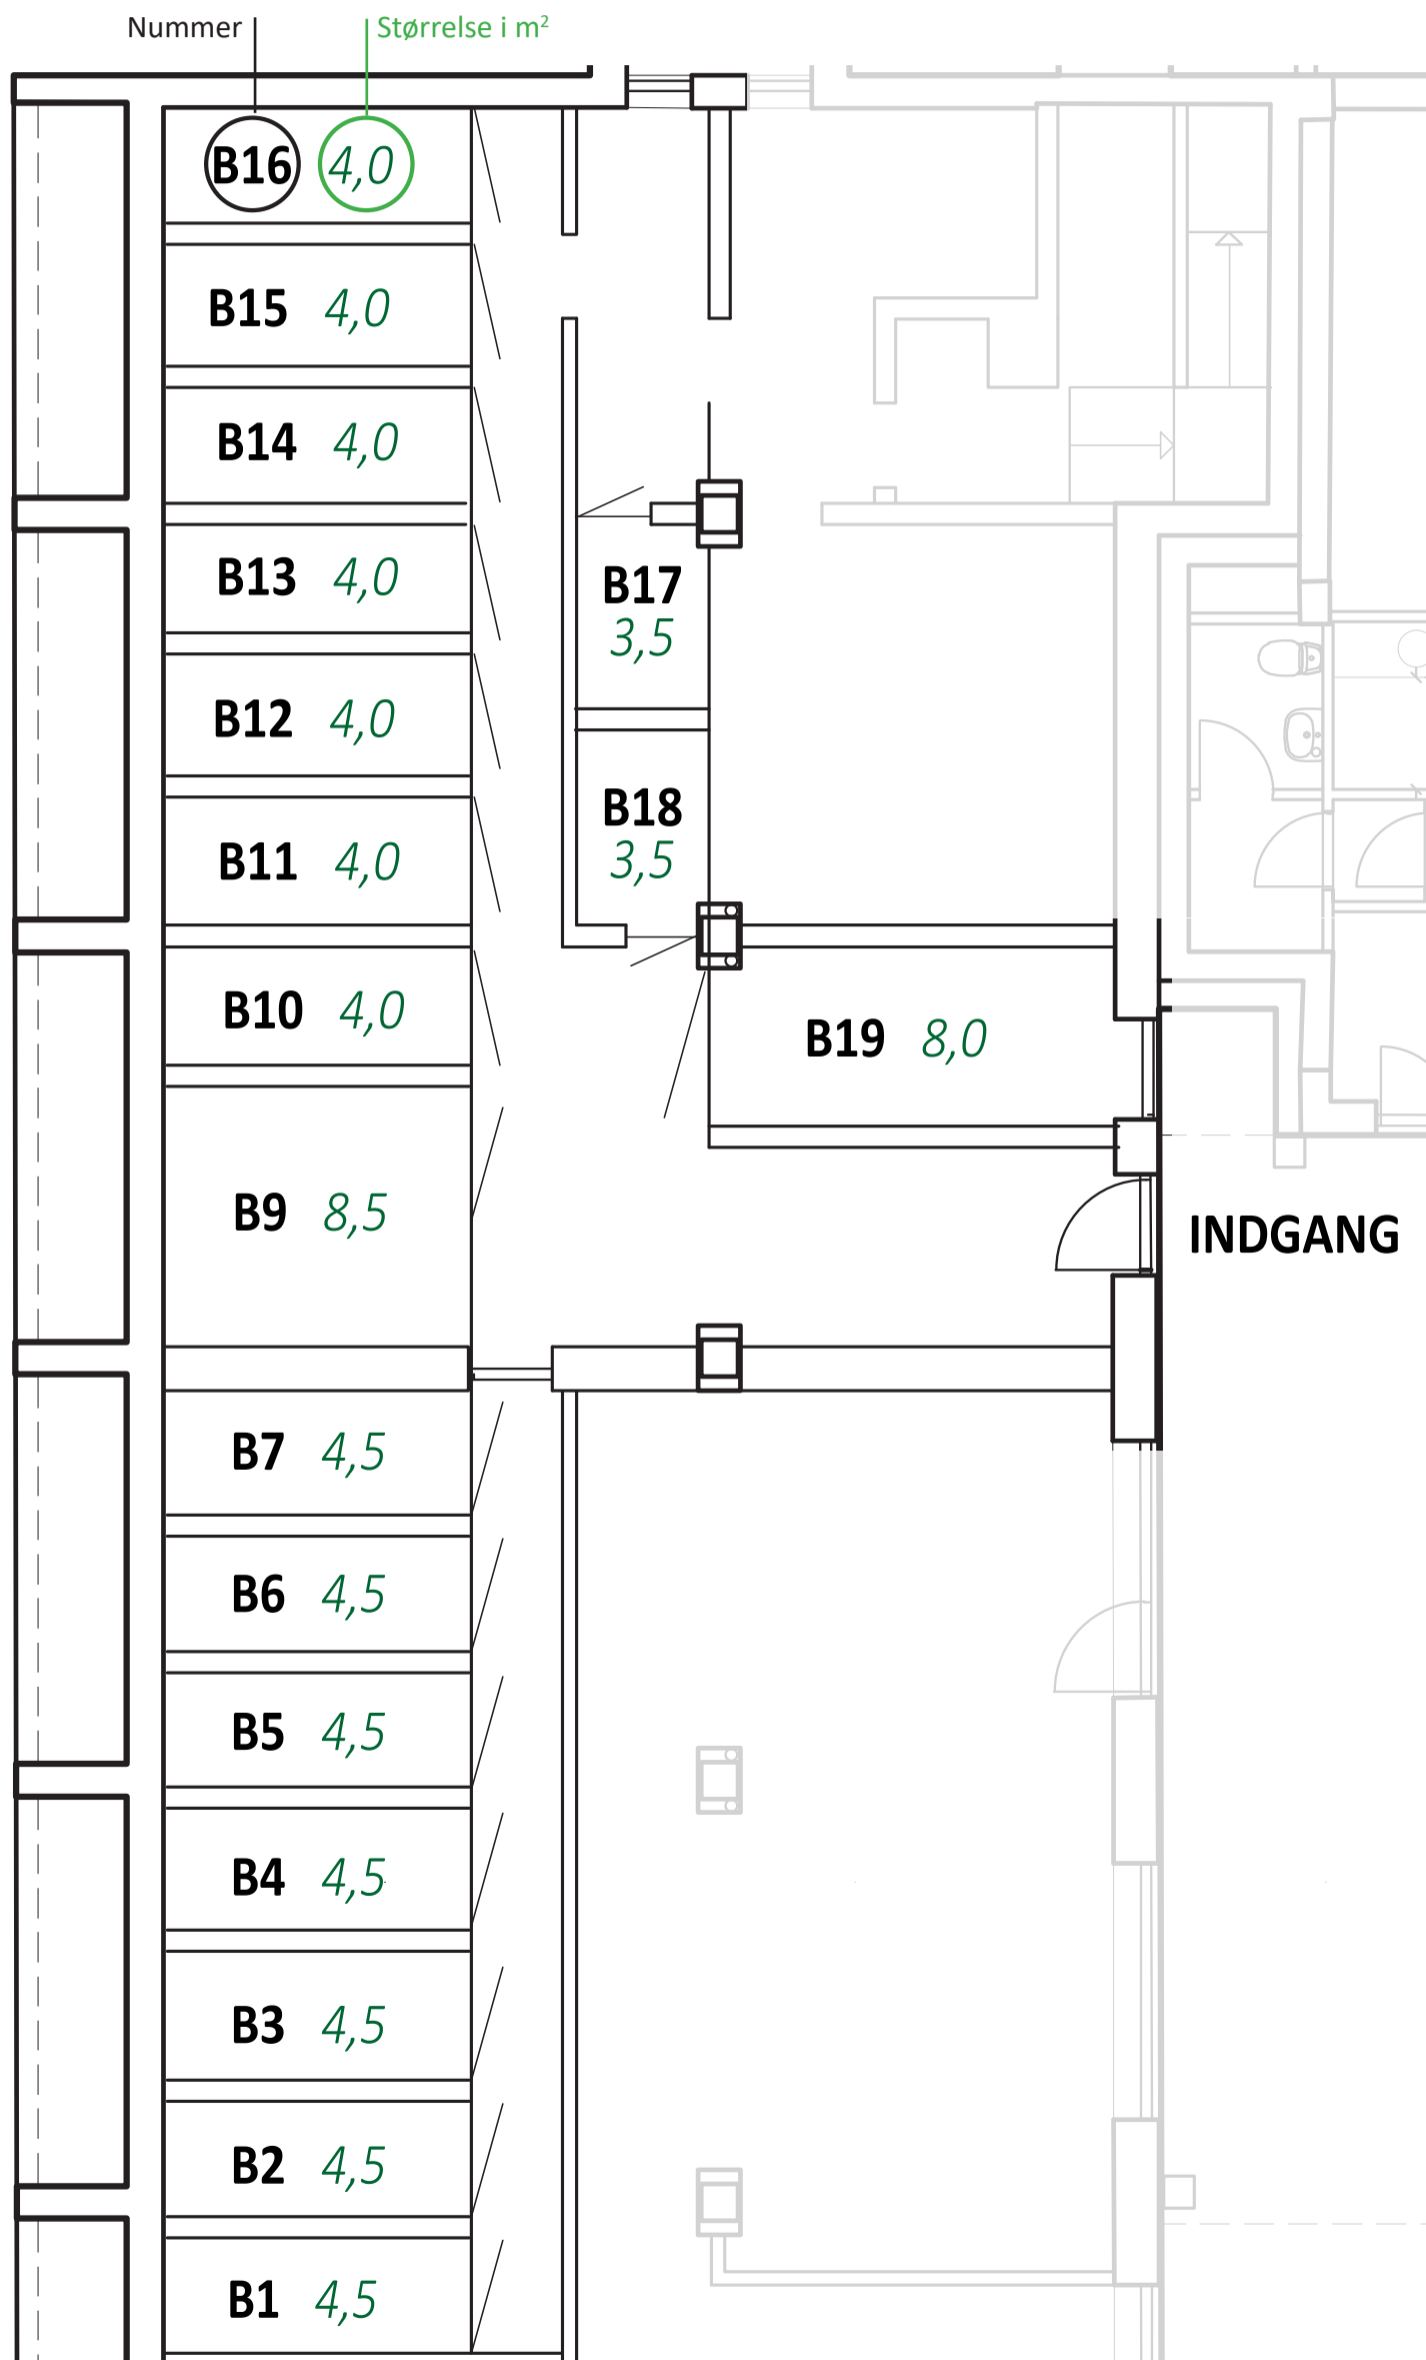 Nummer Størrelse i m²
B16 4,0
B15 4,0
B14 4,0
B13 4,0
B17
3,5
B12 4,0
B18
3,5
B11 4,0
B10 4,0
B19 8,0
B9 8,5
INDGANG
B7 4,5
B6 4,5
B5 4,5
B4 4,5
B3 4,5
B2 4,5
B1 4,5